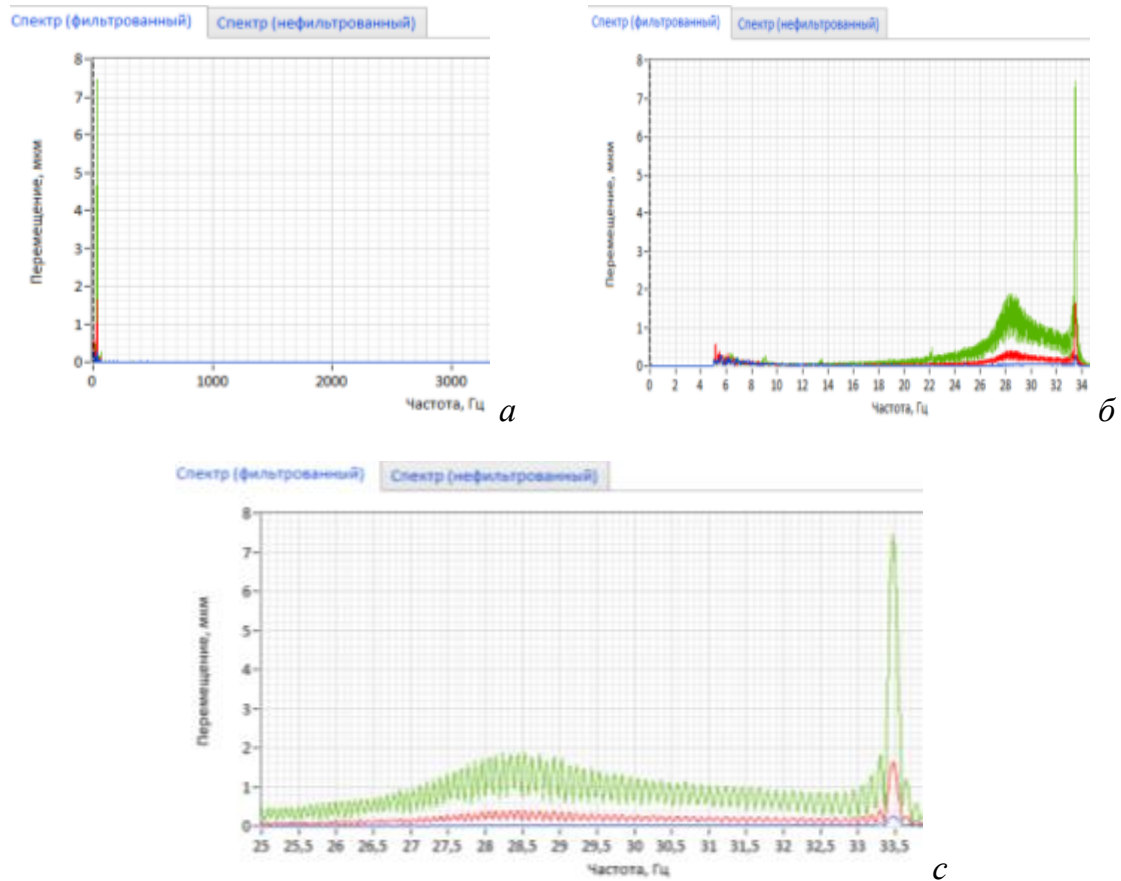 Спектр (фильтрованный) Спектр (нефильтрованный)
8
7
6
5
4
3
2
1
0
Перемещение, мкм
0 1000 2000 3000
Частота, Гц
а
Спектр (фильтрованный) Спектр (нефильтрованный)
8
7
6
5
4
3
2
1
0
Перемещение, мкм
0 2 4 6 8 10 12 14 16 18 20 22 24 26 28 30 32 34
Частота, Гц
б
Спектр (фильтрованный) Спектр (нефильтрованный)
8
7
6
5
4
3
2
1
0
Перемещение, мкм
25 25,5 26 26,5 27 27,5 28 28,5 29 29,5 30 30,5 31 31,5 32 32,5 33 33,5
Частота, Гц
с